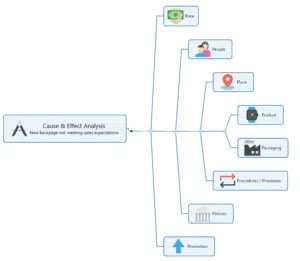 Price
People
Place
Cause & Effect Analysis
New Backpage not meeting sales expectations
Product
Packaging
Procedures / Processes
Policies
Promotion